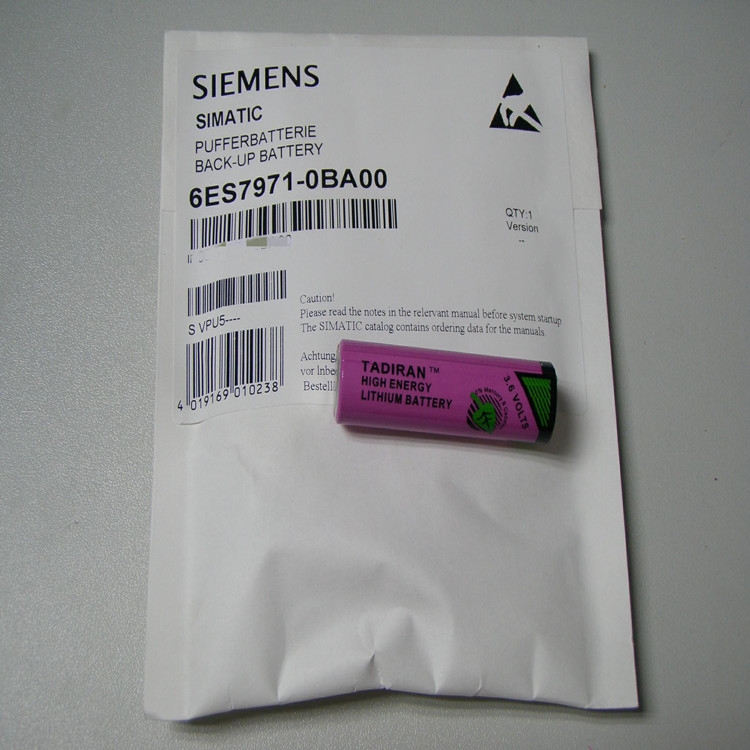 SIEMENS
SIMATIC
PUFFERBATTERIE
BACK-UP BATTERY
6ES7971-0BA00
QTY:1
Version
--
S VPU5----
Caution!
Please read the notes in the relervant manual before system startup
The SIMATIC catalog contains ordering data for the manuals
Achtung
vor Inbe
Bestelli
4 019169 010238
TADIRAN™
HIGH ENERGY
LITHIUM BATTERY
3.6 VOLTS